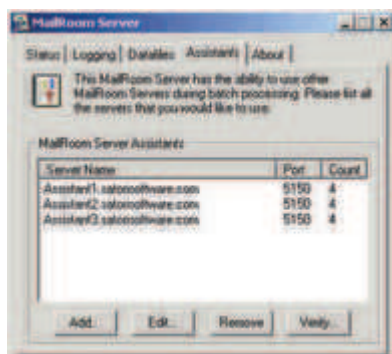 MailRoom Server
Status Logging Datafiles Assistants About
This MailRoom Server has the ability to use other
MailRoom Servers during batch processing. Please list all
the servers that you would like to use.
MailRoom Server Assistants
Server Name Port Count
Assistant1.satorisoftware.com 5150 4
Assistant2.satorisoftware.com 5150 4
Assistant3.satorisoftware.com 5150 4
Add... Edit... Remove Verify...